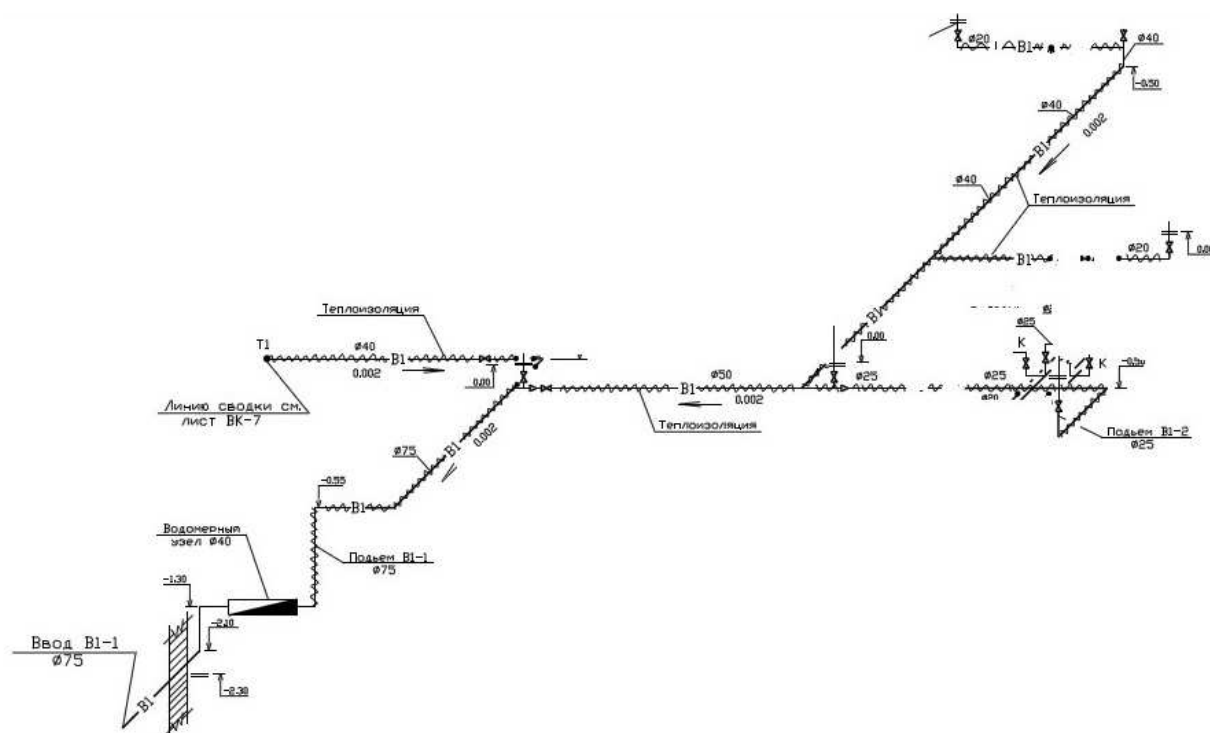 ø20
B1
ø40
-0.50
ø40
0.002
B1
ø40
Теплоизоляция
B1
ø20
B1
0.00
Теплоизоляция
T1
ø40
B1
0.002
0.00
ø25
K
K
ø50
B1
0.002
ø25
ø25
ø20
Линию сводки см.
лист ВК-7
Теплоизоляция
Подьем B1-2
ø25
0.002
B1
ø75
-0.55
B1
Водомерный
узел ø40
Подьем B1-1
ø75
-1.30
-2.10
Ввод B1-1
ø75
-2.30
B1